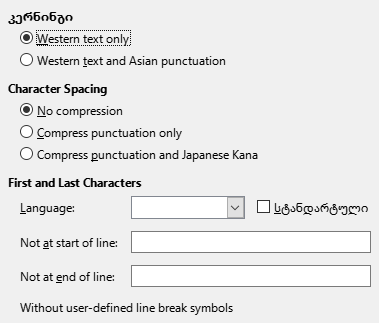 კერნინგი
Western text only
Western text and Asian punctuation
Character Spacing
No compression
Compress punctuation only
Compress punctuation and Japanese Kana
First and Last Characters
Language: სტანდარტული
Not at start of line:
Not at end of line:
Without user-defined line break symbols